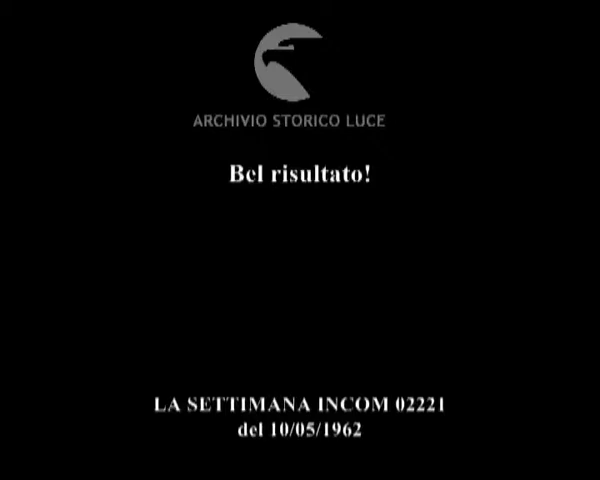 ARCHIVIO STORICO LUCE
Bel risultato!
LA SETTIMANA INCOM 02221
del 10/05/1962